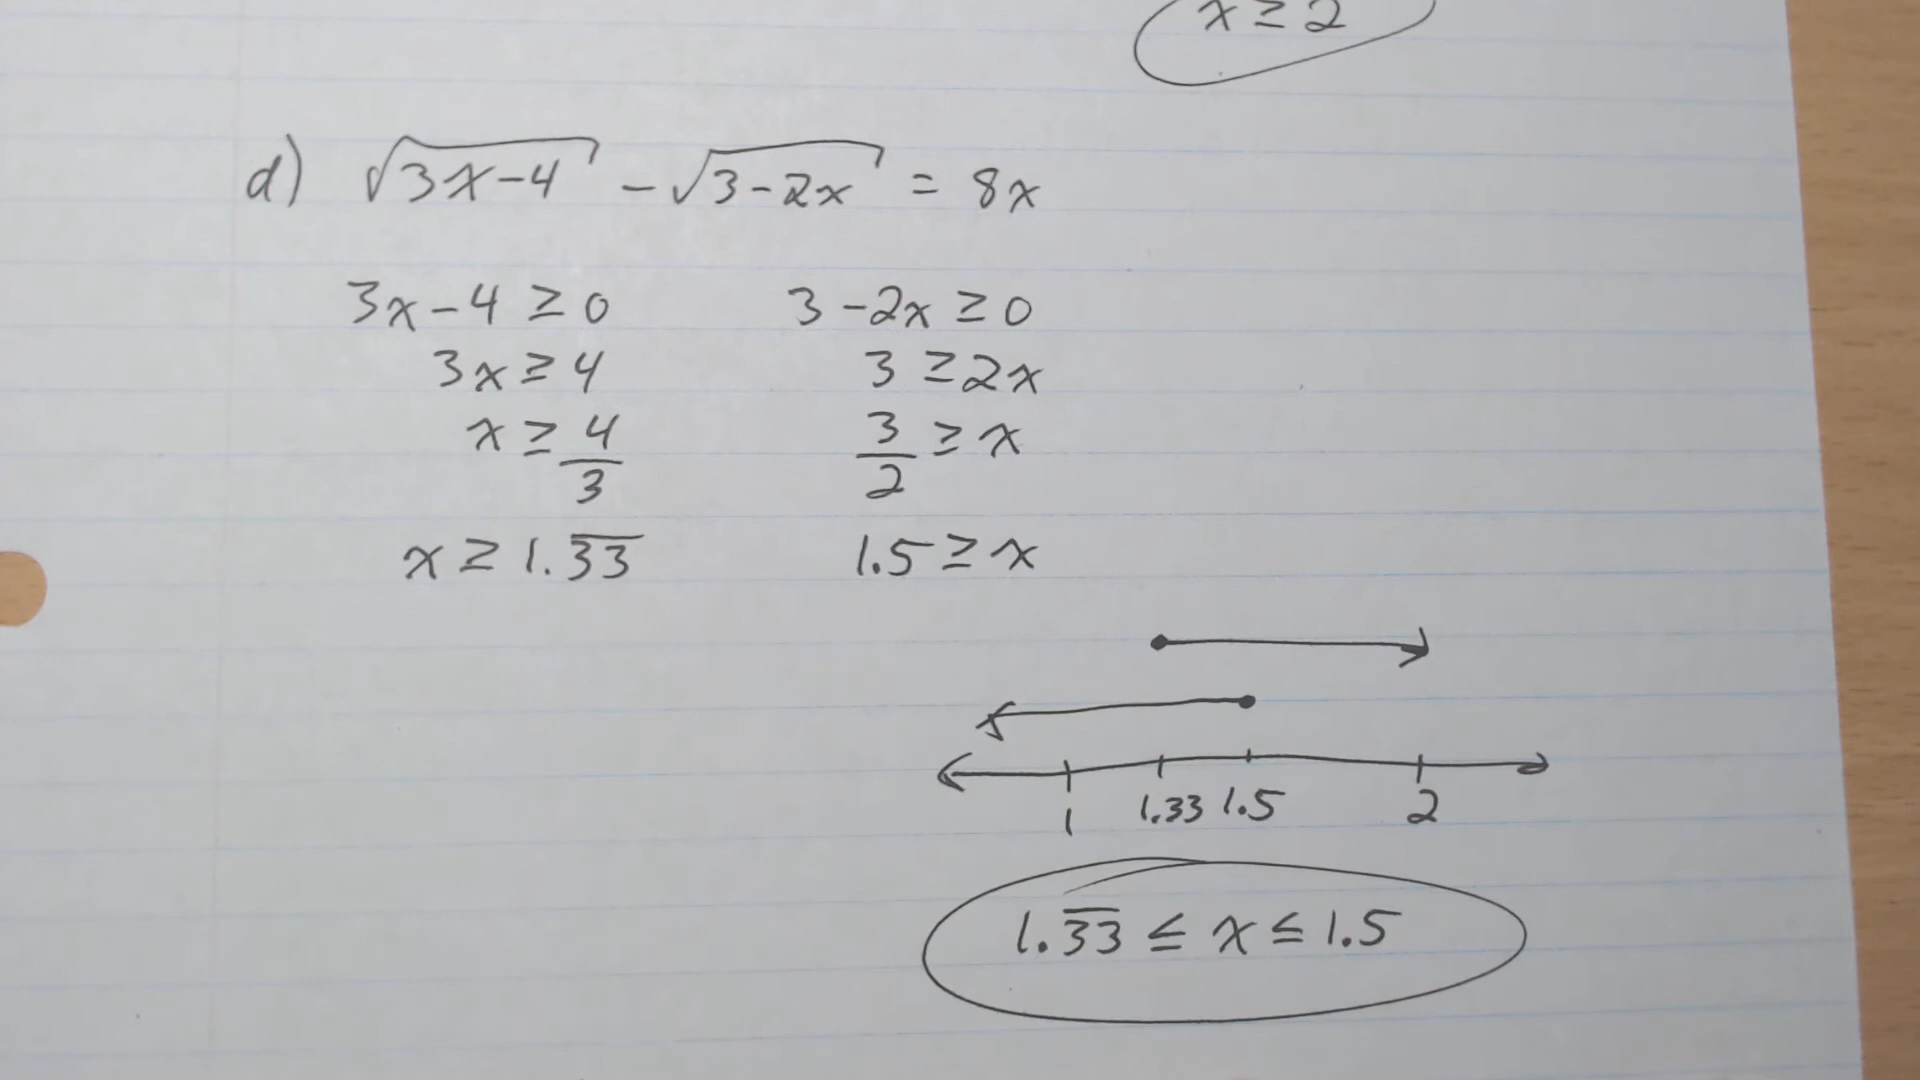 x ≥ 2
d) √(3x-4) - √(3-2x) = 8x
3x-4 ≥ 0    3-2x ≥ 0
3x ≥ 4    3 ≥ 2x
x ≥ 4/3    3/2 ≥ x
x ≥ 1.3̅3̅    1.5 ≥ x
1    1.33    1.5    2
1.3̅3̅ ≤ x ≤ 1.5